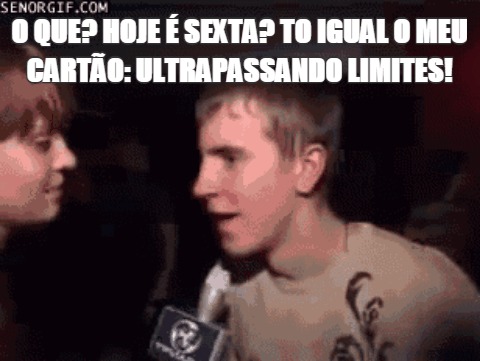 SENORGIF.COM
O QUE? HOJE É SEXTA? TO IGUAL O MEU
CARTÃO: ULTRAPASSANDO LIMITES!